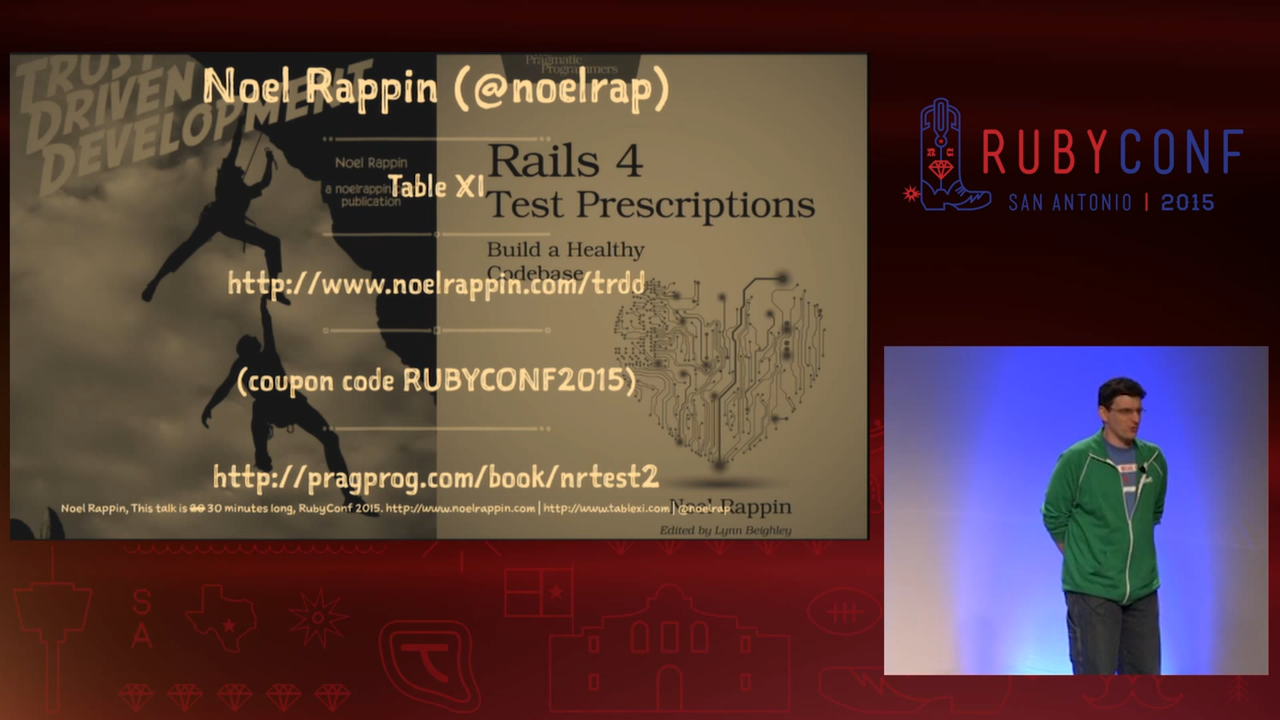 TRUST
DRIVEN
DEVELOPMENT
Noel Rappin (@noelrap)
Pragmatic
Programmers
Noel Rappin
a noelrappin
publication
Table XI
Rails 4
Test Prescriptions
Build a Healthy
Codebase
http://www.noelrappin.com/trdd
(coupon code RUBYCONF2015)
http://pragprog.com/book/nrtest2
Noel Rappin
Edited by Lynn Beighley
Noel Rappin, This talk is 30 minutes long, RubyConf 2015. http://www.noelrappin.com | http://www.tablexi.com | @noelrap
RUBYCONF
SAN ANTONIO | 2015
S
A